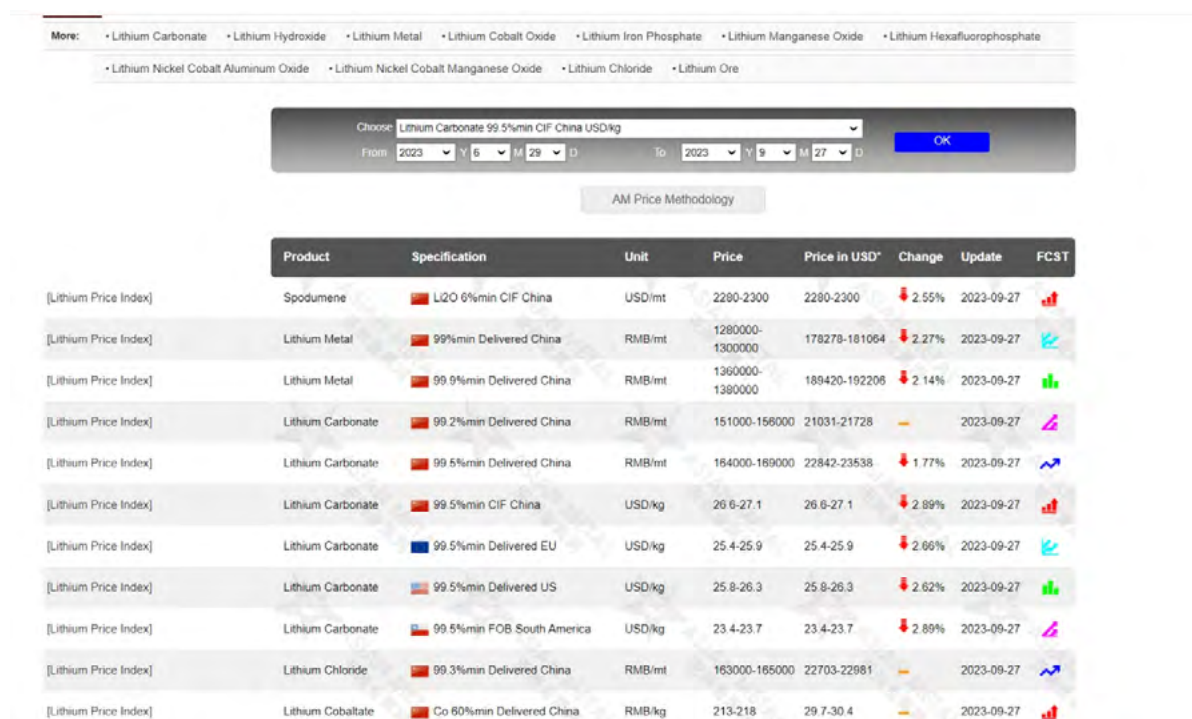 More: • Lithium Carbonate • Lithium Hydroxide • Lithium Metal • Lithium Cobalt Oxide • Lithium Iron Phosphate • Lithium Manganese Oxide • Lithium Hexafluorophosphate
• Lithium Nickel Cobalt Aluminum Oxide • Lithium Nickel Cobalt Manganese Oxide • Lithium Chloride • Lithium Ore
Choose Lithium Carbonate 99.5%min CIF China USD/kg
OK
From 2023 Y 6 M 29 D To 2023 Y 9 M 27 D
AM Price Methodology
Product Specification Unit Price Price in USD* Change Update FCST
[Lithium Price Index] Spodumene Li2O 6%min CIF China USD/mt 2280-2300 2280-2300 2.55% 2023-09-27
[Lithium Price Index] Lithium Metal 99%min Delivered China RMB/mt 1280000-1300000 178278-181064 2.27% 2023-09-27
[Lithium Price Index] Lithium Metal 99.9%min Delivered China RMB/mt 1360000-1380000 189420-192206 2.14% 2023-09-27
[Lithium Price Index] Lithium Carbonate 99.2%min Delivered China RMB/mt 151000-156000 21031-21728 2023-09-27
[Lithium Price Index] Lithium Carbonate 99.5%min Delivered China RMB/mt 164000-169000 22842-23538 1.77% 2023-09-27
[Lithium Price Index] Lithium Carbonate 99.5%min CIF China USD/kg 26.6-27.1 26.6-27.1 2.89% 2023-09-27
[Lithium Price Index] Lithium Carbonate 99.5%min Delivered EU USD/kg 25.4-25.9 25.4-25.9 2.66% 2023-09-27
[Lithium Price Index] Lithium Carbonate 99.5%min Delivered US USD/kg 25.8-26.3 25.8-26.3 2.62% 2023-09-27
[Lithium Price Index] Lithium Carbonate 99.5%min FOB South America USD/kg 23.4-23.7 23.4-23.7 2.89% 2023-09-27
[Lithium Price Index] Lithium Chloride 99.3%min Delivered China RMB/mt 163000-165000 22703-22981 2023-09-27
[Lithium Price Index] Lithium Cobaltate Co 60%min Delivered China RMB/kg 213-218 29.7-30.4 2023-09-27